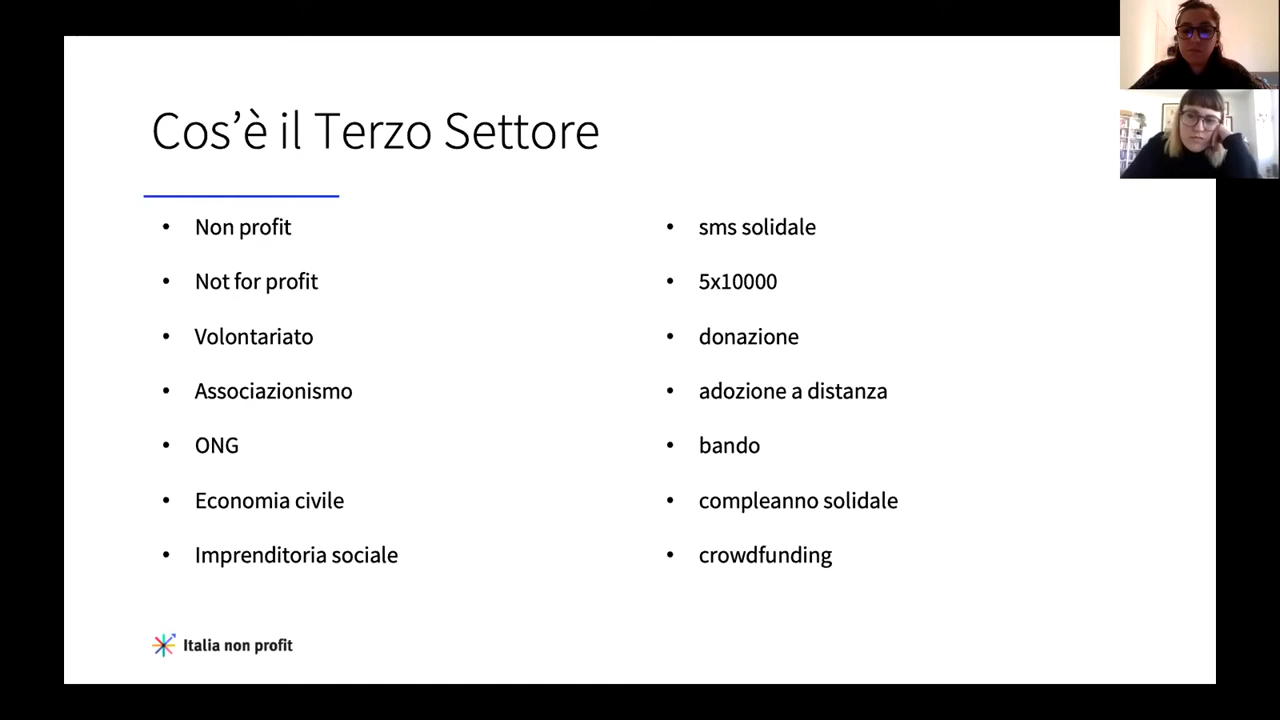 Cos’è il Terzo Settore
Non profit
Not for profit
Volontariato
Associazionismo
ONG
Economia civile
Imprenditoria sociale
sms solidale
5x10000
donazione
adozione a distanza
bando
compleanno solidale
crowdfunding
Italia non profit